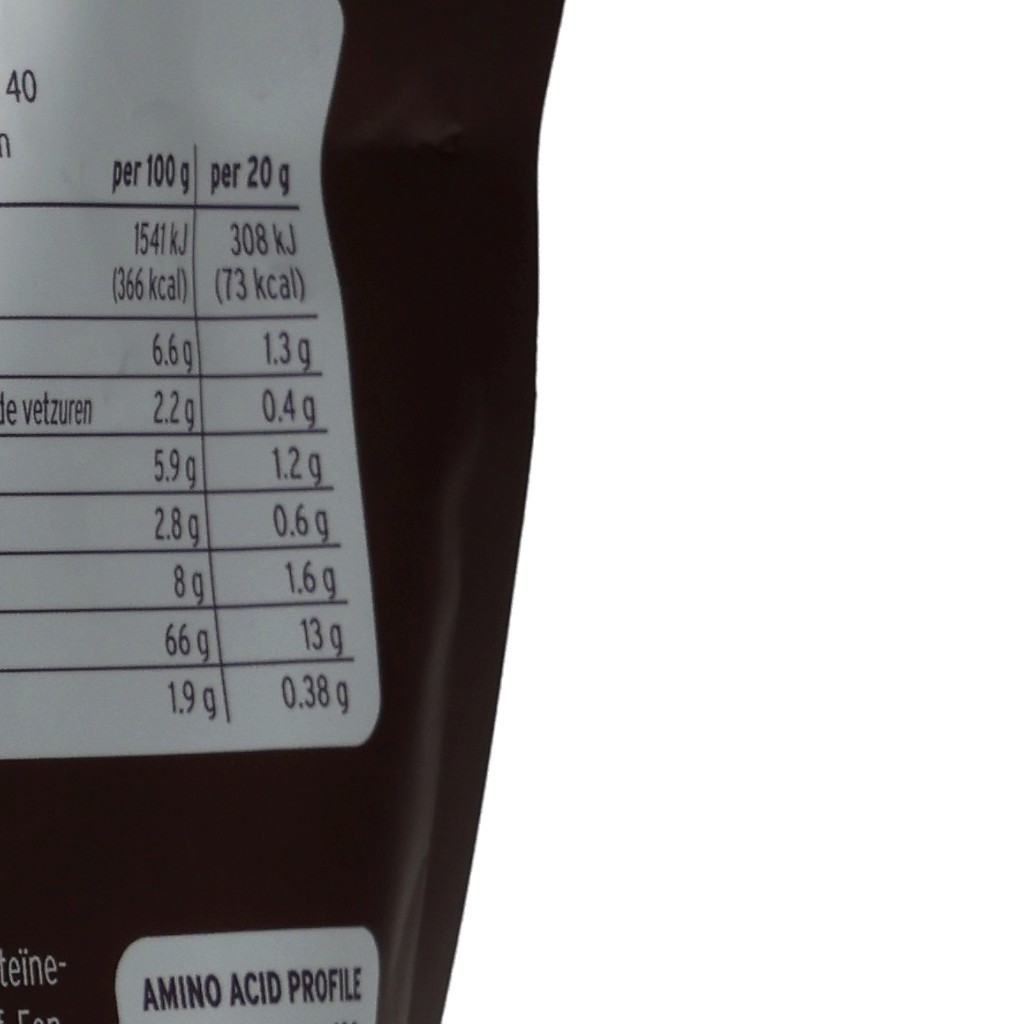 40
n
per 100 g per 20 g
1541 kJ 308 kJ
(366 kcal) (73 kcal)
6.6 g 1.3 g
de vetzuren 2.2 g 0.4 g
5.9 g 1.2 g
2.8 g 0.6 g
8 g 1.6 g
66 g 13 g
1.9 g 0.38 g
teïne-
AMINO ACID PROFILE